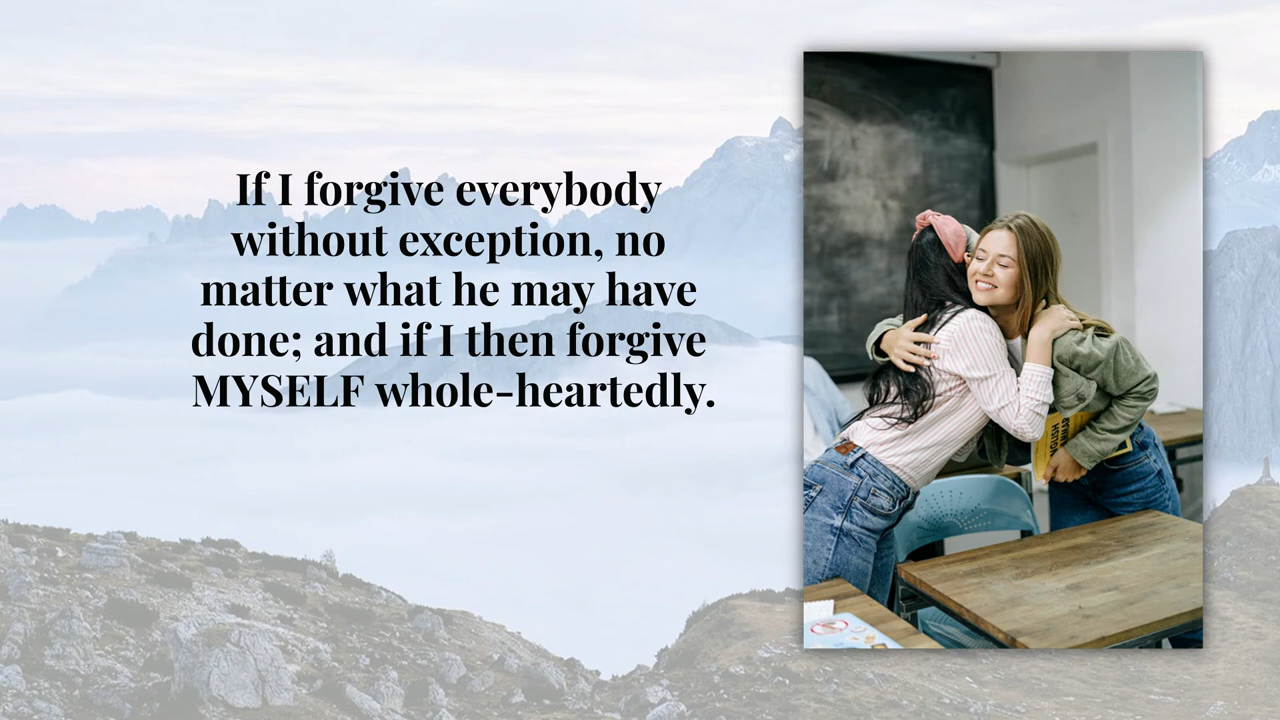 If I forgive everybody
without exception, no
matter what he may have
done; and if I then forgive
MYSELF whole-heartedly.